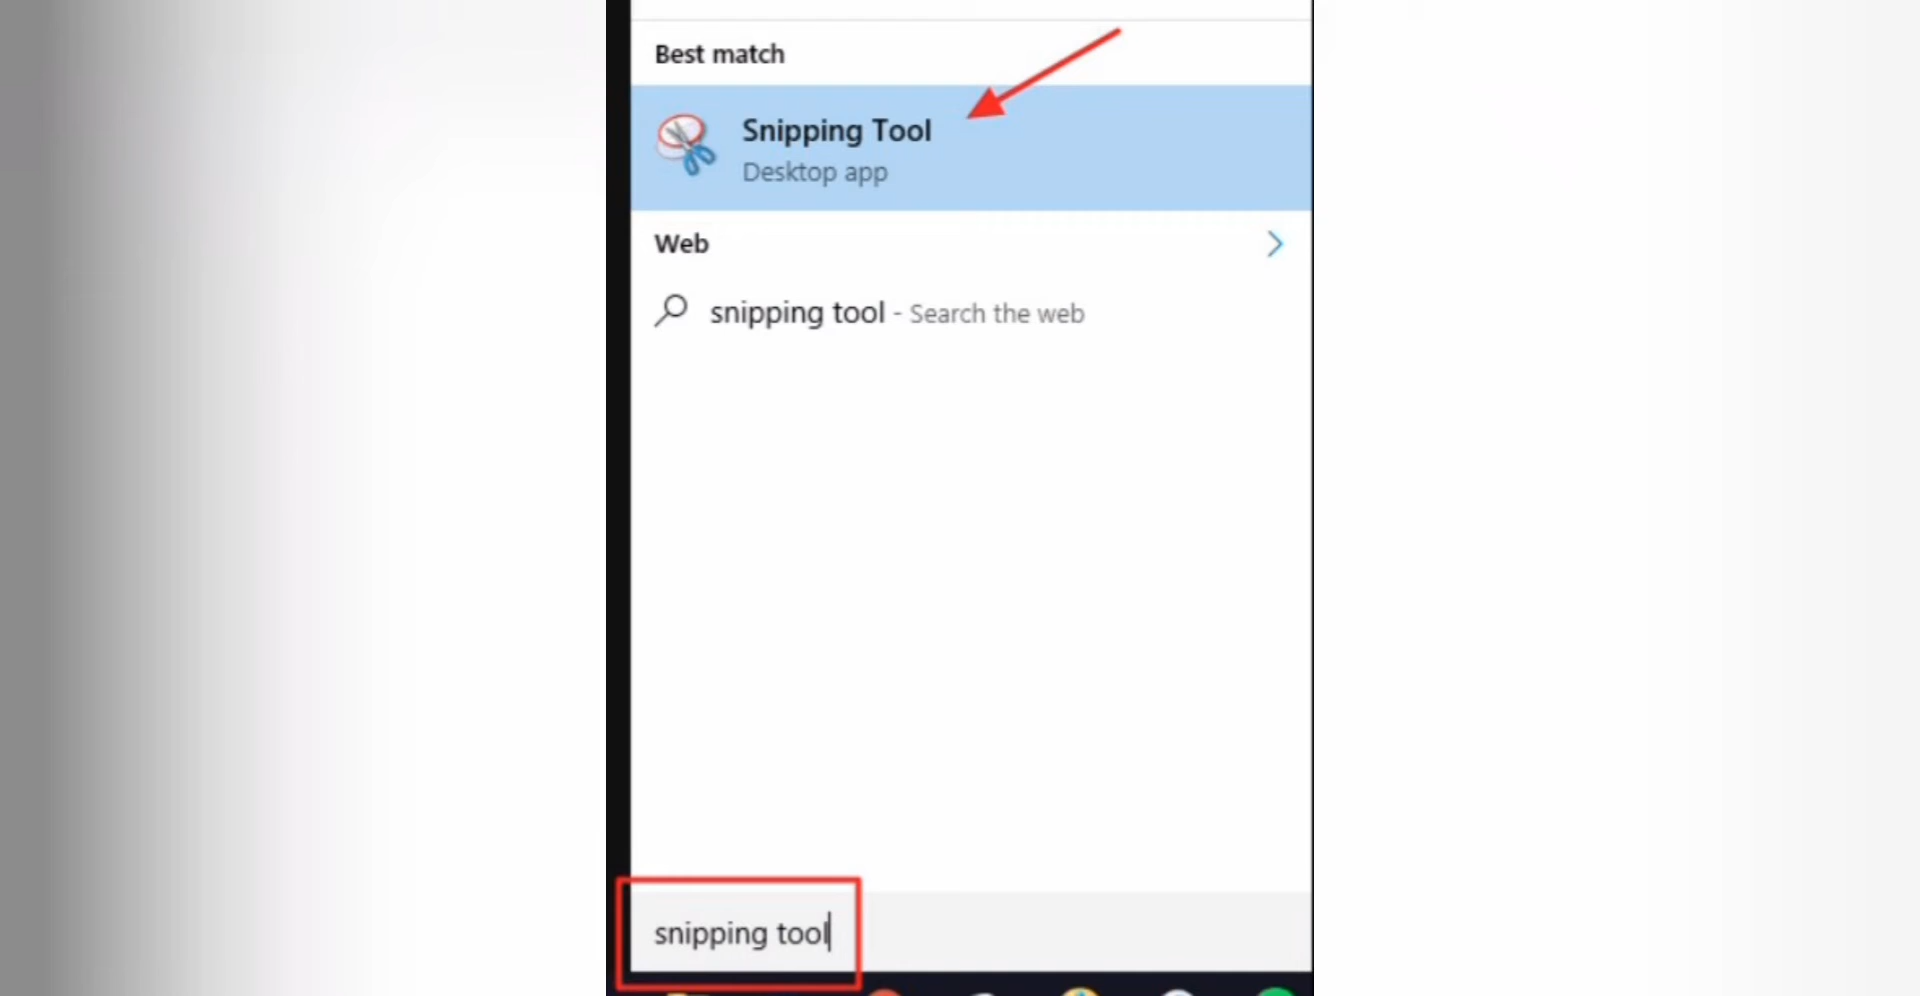 Best match
Snipping Tool
Desktop app
Web
snipping tool - Search the web
snipping tool